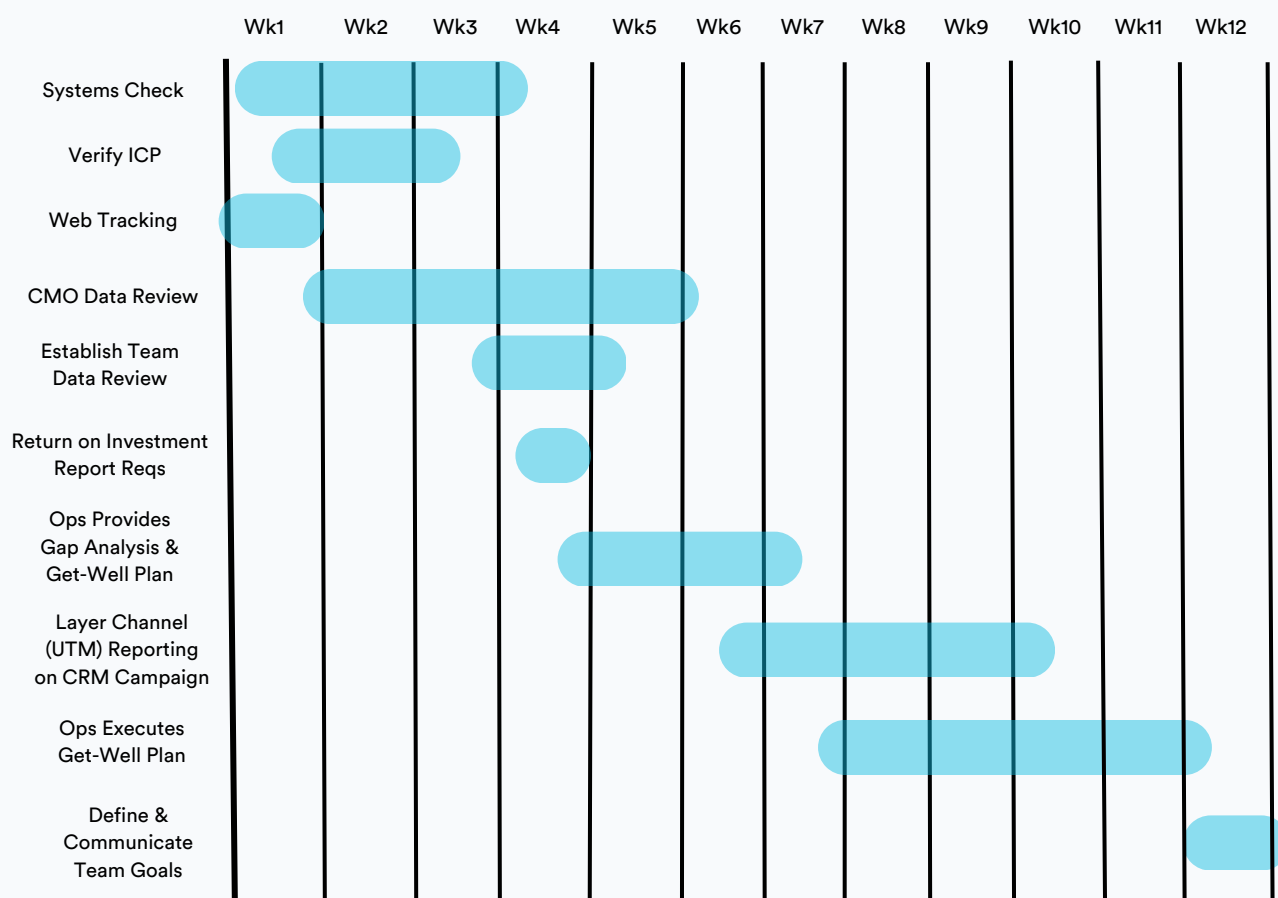 Wk1 Wk2 Wk3 Wk4 Wk5 Wk6 Wk7 Wk8 Wk9 Wk10 Wk11 Wk12
Systems Check
Verify ICP
Web Tracking
CMO Data Review
Establish Team
Data Review
Return on Investment
Report Reqs
Ops Provides
Gap Analysis &
Get-Well Plan
Layer Channel
(UTM) Reporting
on CRM Campaign
Ops Executes
Get-Well Plan
Define &
Communicate
Team Goals